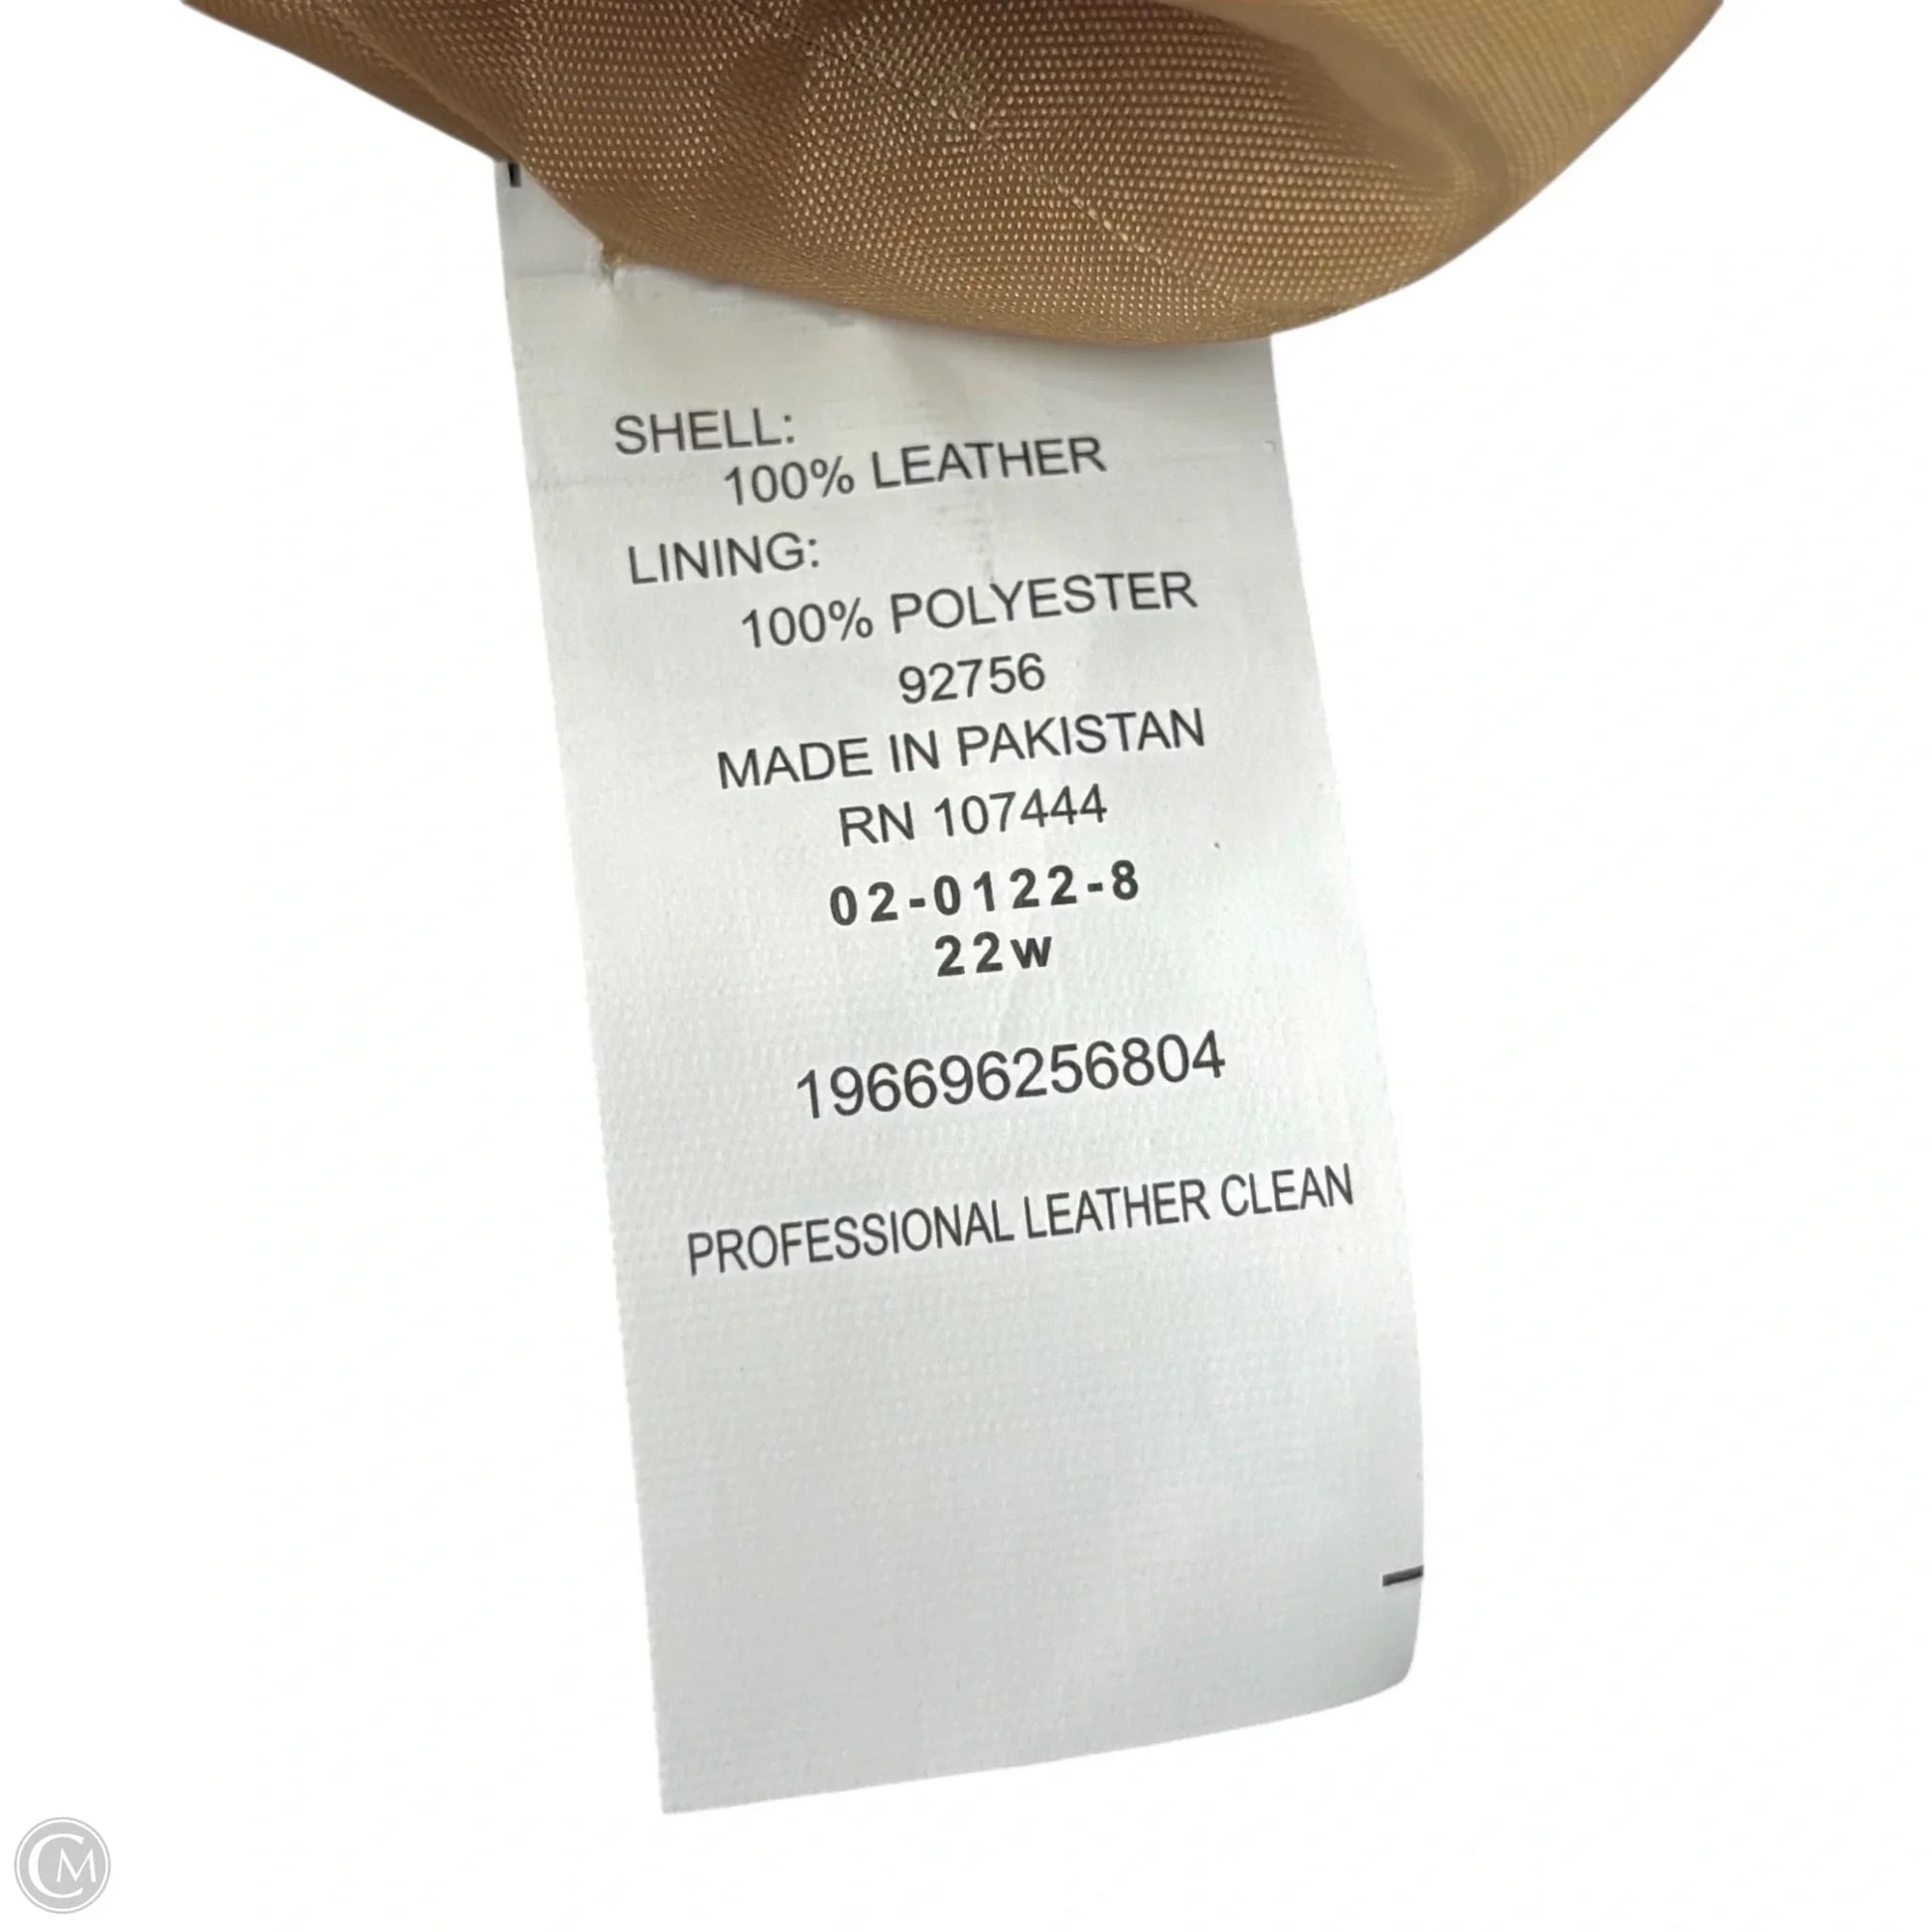 SHELL:
100% LEATHER
LINING:
100% POLYESTER
92756
MADE IN PAKISTAN
RN 107444
02-0122-8
22w
196696256804
PROFESSIONAL LEATHER CLEAN
CM